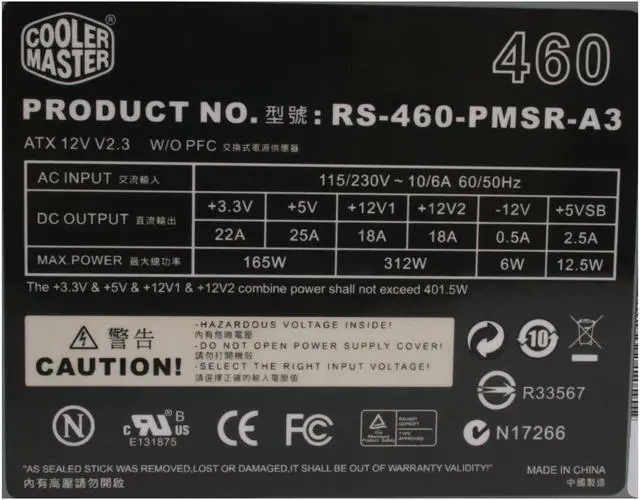 COOLER MASTER
460
PRODUCT NO. 型號: RS-460-PMSR-A3
ATX 12V V2.3 W/O PFC 交換式電源供應器
AC INPUT 交流輸入 115/230V ~ 10/6A 60/50Hz
DC OUTPUT 直流輸出 +3.3V +5V +12V1 +12V2 -12V +5VSB
22A 25A 18A 18A 0.5A 2.5A
MAX.POWER 最大總功率 165W 312W 6W 12.5W
The +3.3V & +5V & +12V1 & +12V2 combine power shall not exceed 401.5W
警告
CAUTION!
-HAZARDOUS VOLTAGE INSIDE!
內有危險電壓
-DO NOT OPEN POWER SUPPLY COVER!
請勿打開機殼
-SELECT THE RIGHT INPUT VOLTAGE!
請選擇正確的輸入電壓值
10
R33567
N
c RU US B
E131875
CE FC
TYPE APPROVED
N17266
"AS SEALED STICK WAS REMOVED,LOST OR DAMAGED,IT SHALL BE OUT OF WARRANTY"
內有高壓請勿打開
MADE IN CHINA
中國製造